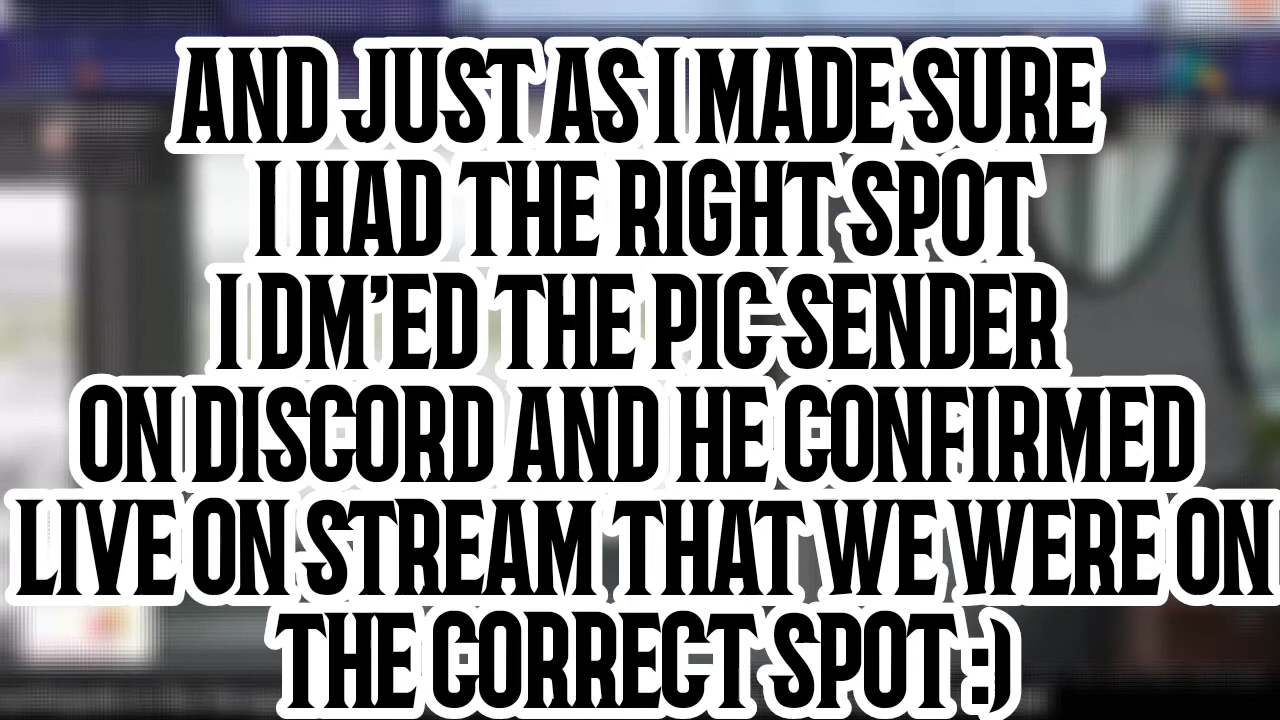 AND JUST AS I MADE SURE
I HAD THE RIGHT SPOT
I DM'ED THE PIC SENDER
ON DISCORD AND HE CONFIRMED
LIVE ON STREAM THAT WE WERE ON
THE CORRECT SPOT :)